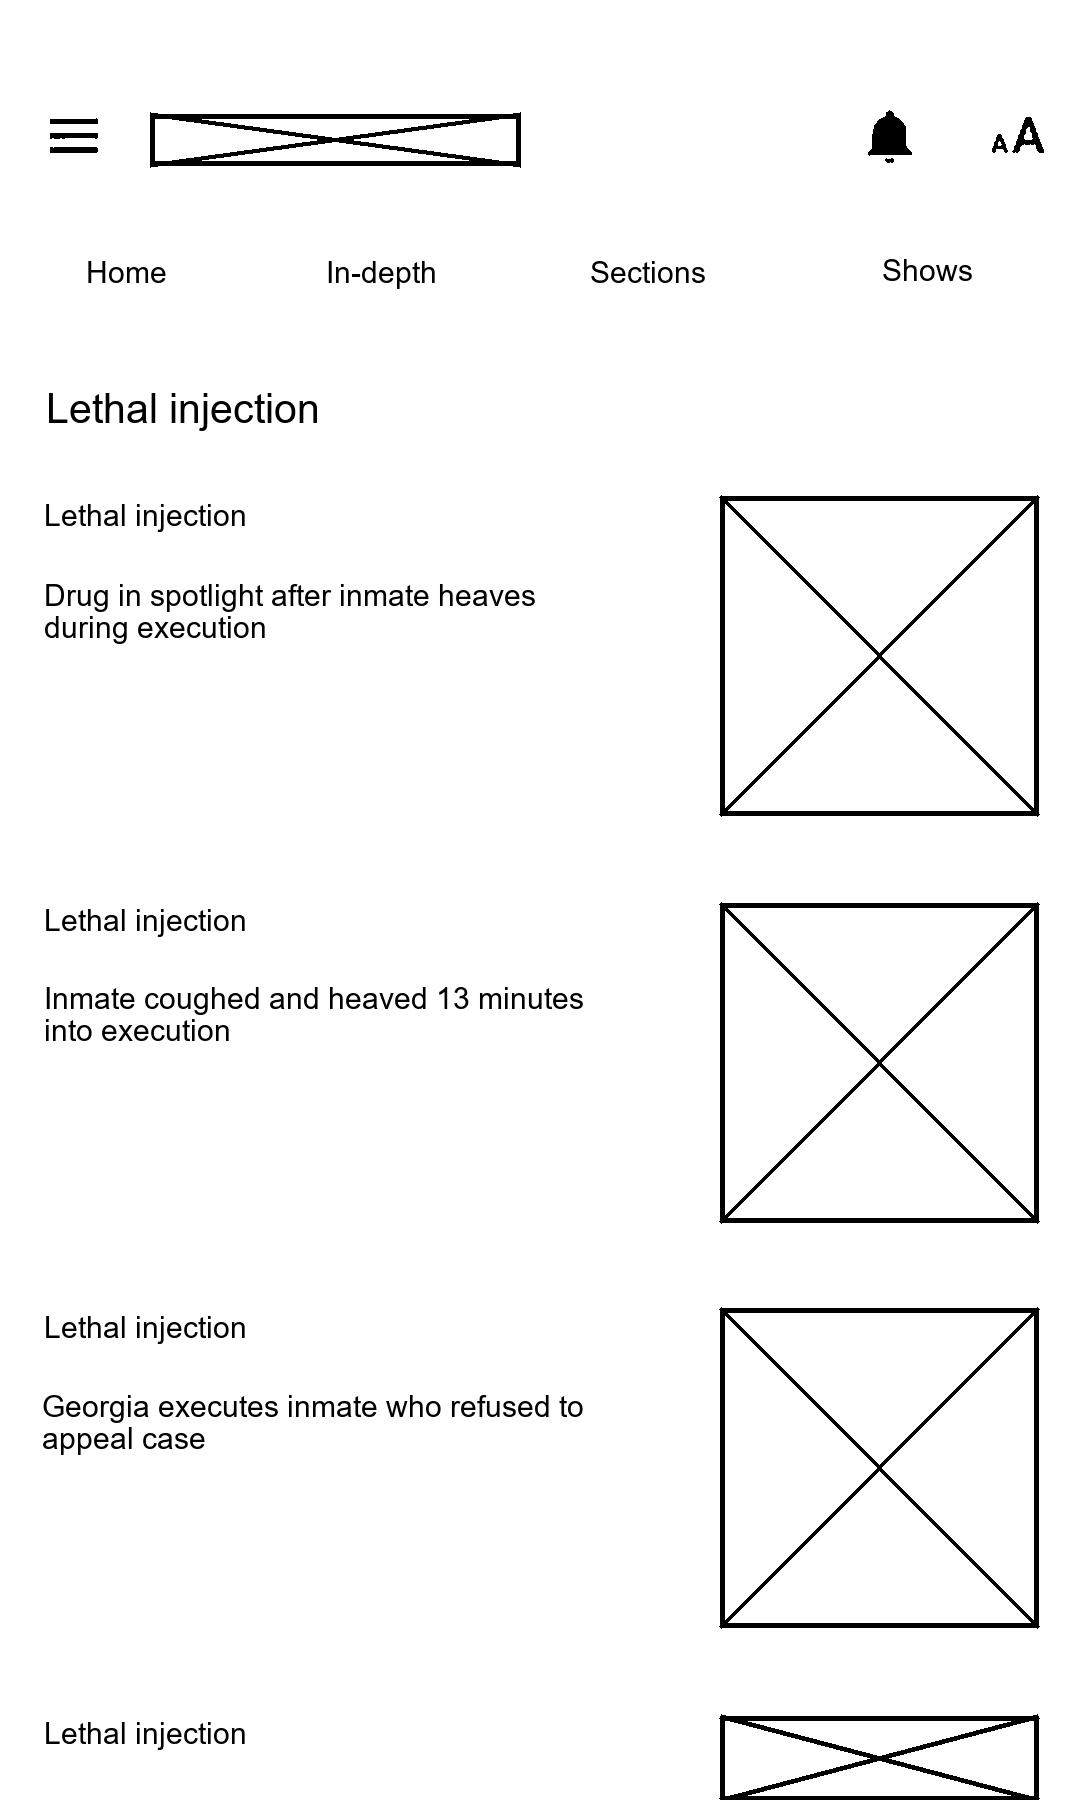 AA
Home In-depth Sections Shows
Lethal injection
Lethal injection
Drug in spotlight after inmate heaves
during execution
Lethal injection
Inmate coughed and heaved 13 minutes
into execution
Lethal injection
Georgia executes inmate who refused to
appeal case
Lethal injection